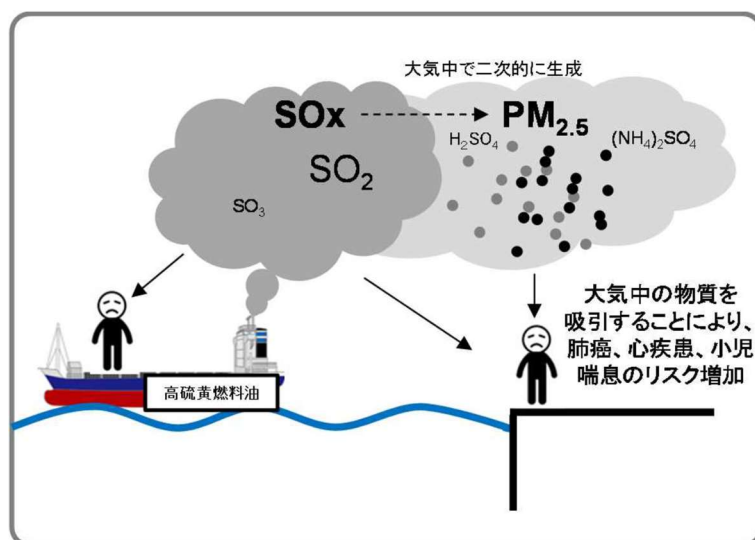 大気中で二次的に生成
SOx
PM2.5
H2SO4
(NH4)2SO4
SO2
SO3
大気中の物質を
吸引することにより、
肺癌、心疾患、小児
喘息のリスク増加
高硫黄燃料油